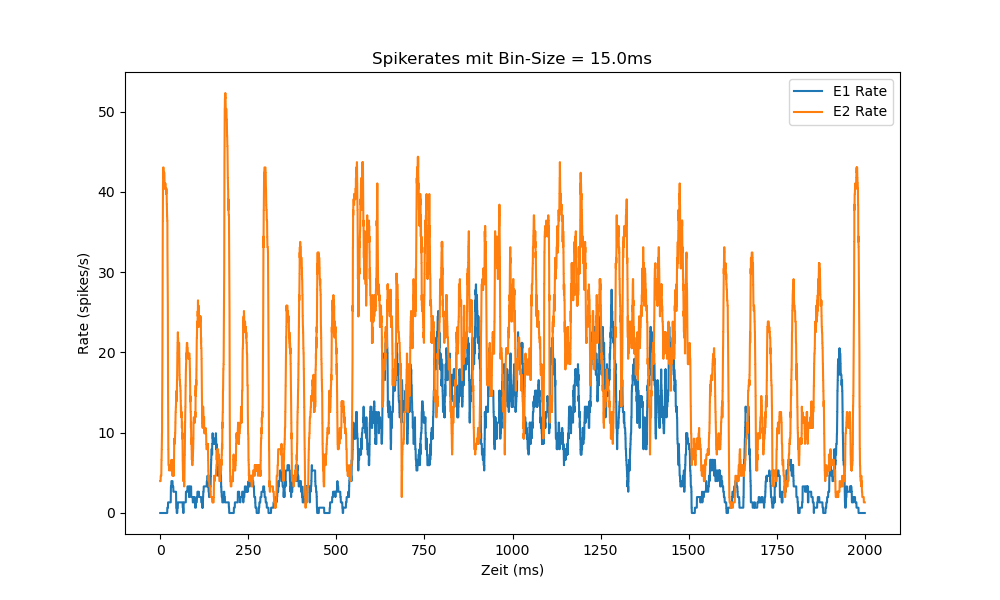 Spikerates mit Bin-Size = 15.0ms
E1 Rate
E2 Rate
Rate (spikes/s)
50
40
30
20
10
0
0 250 500 750 1000 1250 1500 1750 2000
Zeit (ms)